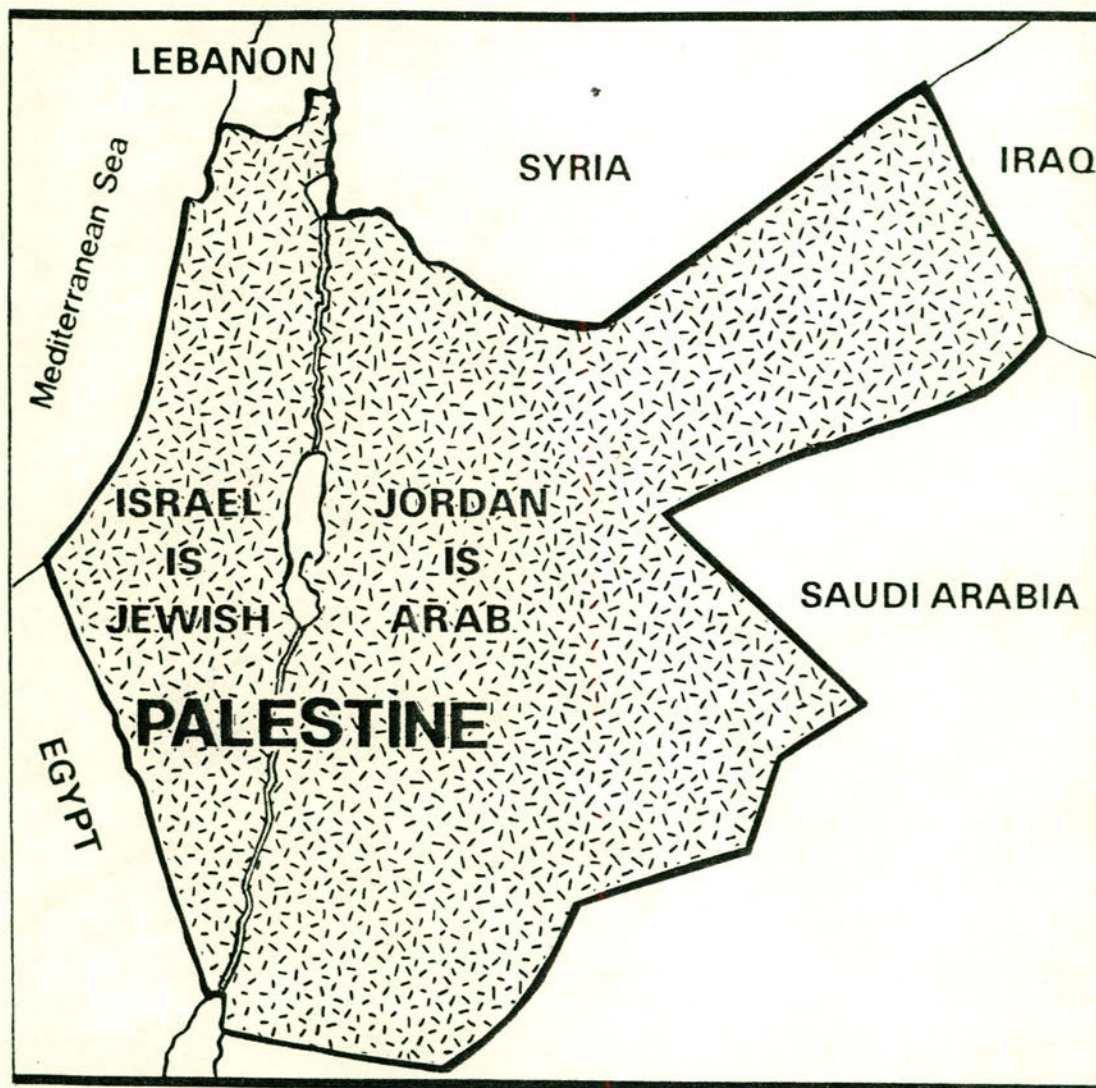 LEBANON
SYRIA
IRAQ
Mediterranean Sea
ISRAEL
IS
JEWISH
JORDAN
IS
ARAB
SAUDI ARABIA
PALESTINE
EGYPT